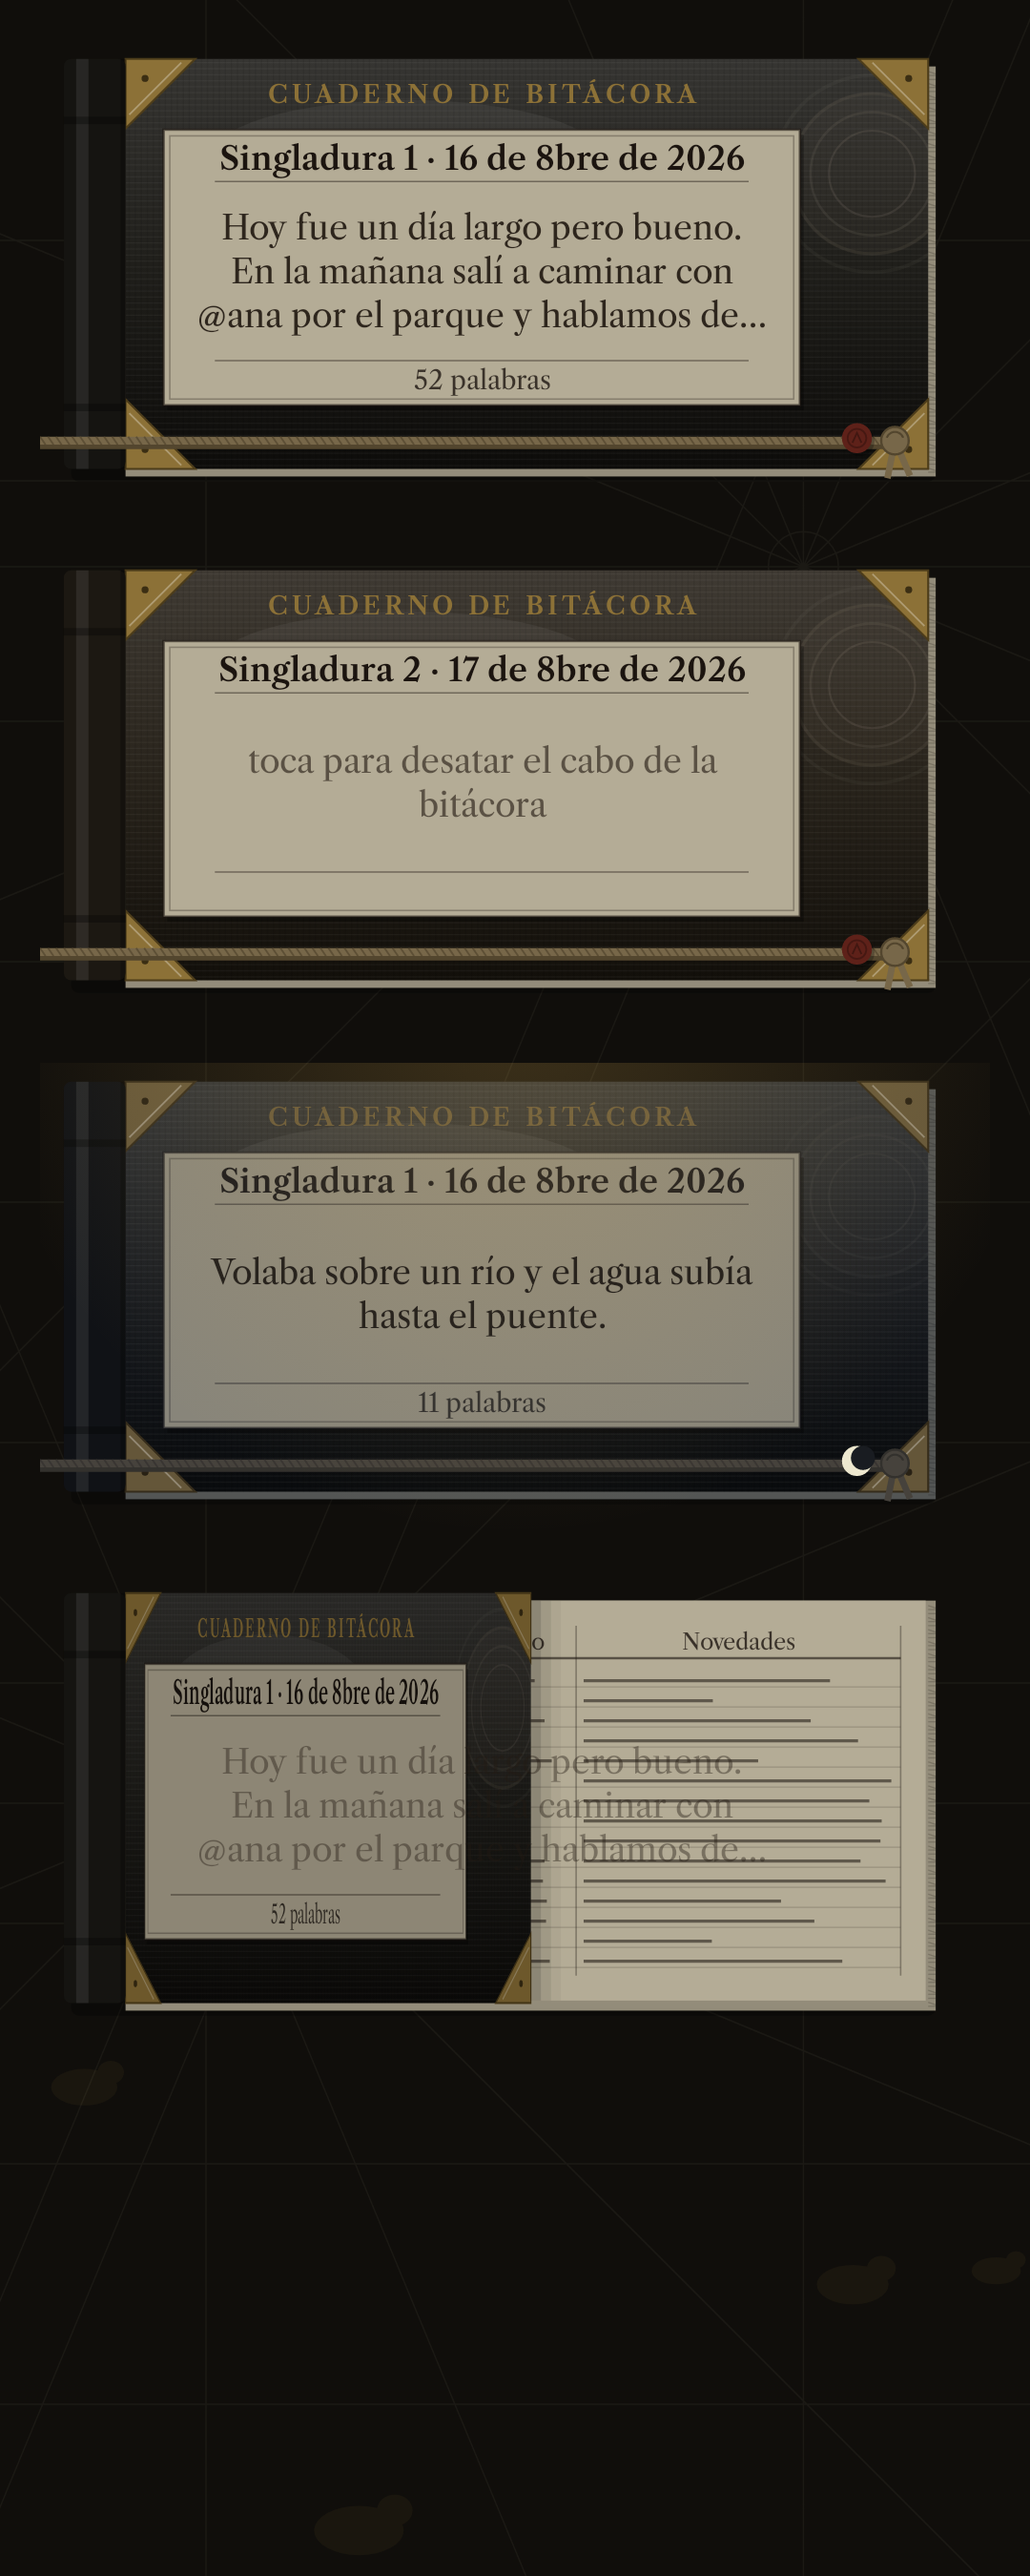 CUADERNO DE BITÁCORA
Singladura 1 · 16 de 8bre de 2026
Hoy fue un día largo pero bueno.
En la mañana salí a caminar con
@ana por el parque y hablamos de...
52 palabras
CUADERNO DE BITÁCORA
Singladura 2 · 17 de 8bre de 2026
toca para desatar el cabo de la
bitácora
CUADERNO DE BITÁCORA
Singladura 1 · 16 de 8bre de 2026
Volaba sobre un río y el agua subía
hasta el puente.
11 palabras
CUADERNO DE BITÁCORA
o Novedades
Singladura 1 · 16 de 8bre de 2026
Hoy fue un día pero bueno.
En la mañana caminar con
@ana por el hablamos de...
52 palabras